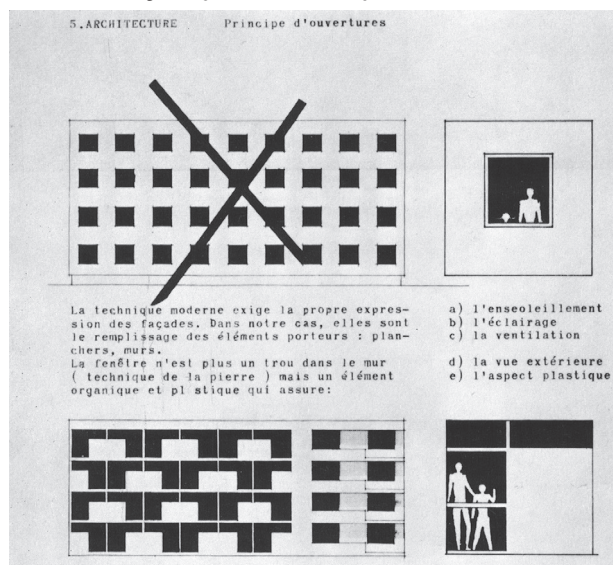 5.ARCHITECTURE Principe d'ouvertures
La technique moderne exige la propre expres-
sion des façades. Dans notre cas, elles sont
le remplissage des éléments porteurs : plan-
chers, murs.
La fenêtre n'est plus un trou dans le mur
( technique de la pierre ) mais un élément
organique et pl stique qui assure:
a) l'enseoleillement
b) l'éclairage
c) la ventilation
d) la vue extérieure
e) l'aspect plastique